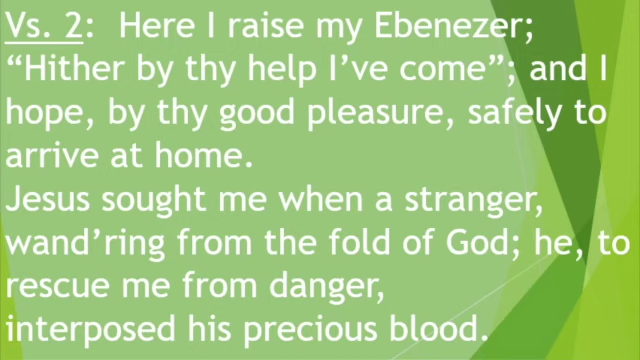 Vs. 2:  Here I raise my Ebenezer;
“Hither by thy help I’ve come”; and I
hope, by thy good pleasure, safely to
arrive at home.
Jesus sought me when a stranger,
wand’ring from the fold of God; he, to
rescue me from danger,
interposed his precious blood.